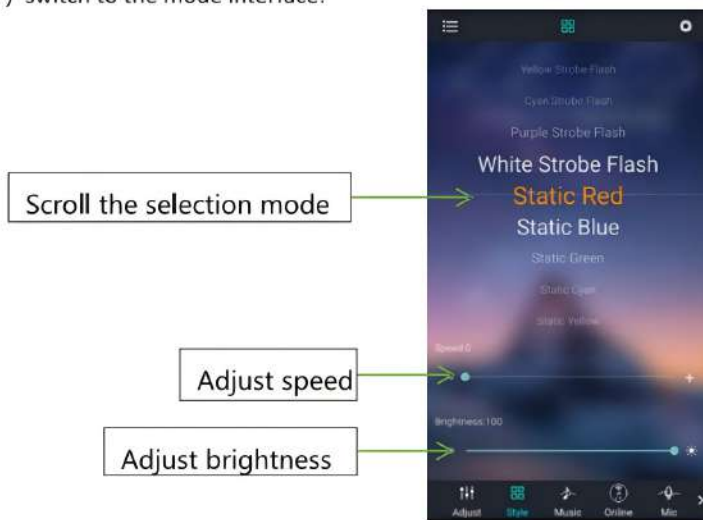 ) switch to the mode interface:
Yellow Strobe Flash
Cyan Strobe Flash
Purple Strobe Flash
White Strobe Flash
Scroll the selection mode
Static Red
Static Blue
Static Green
Static Cyan
Static Yellow
Speed:0
Adjust speed
Brightness:100
Adjust brightness
Adjust
Style
Music
Online
Mic